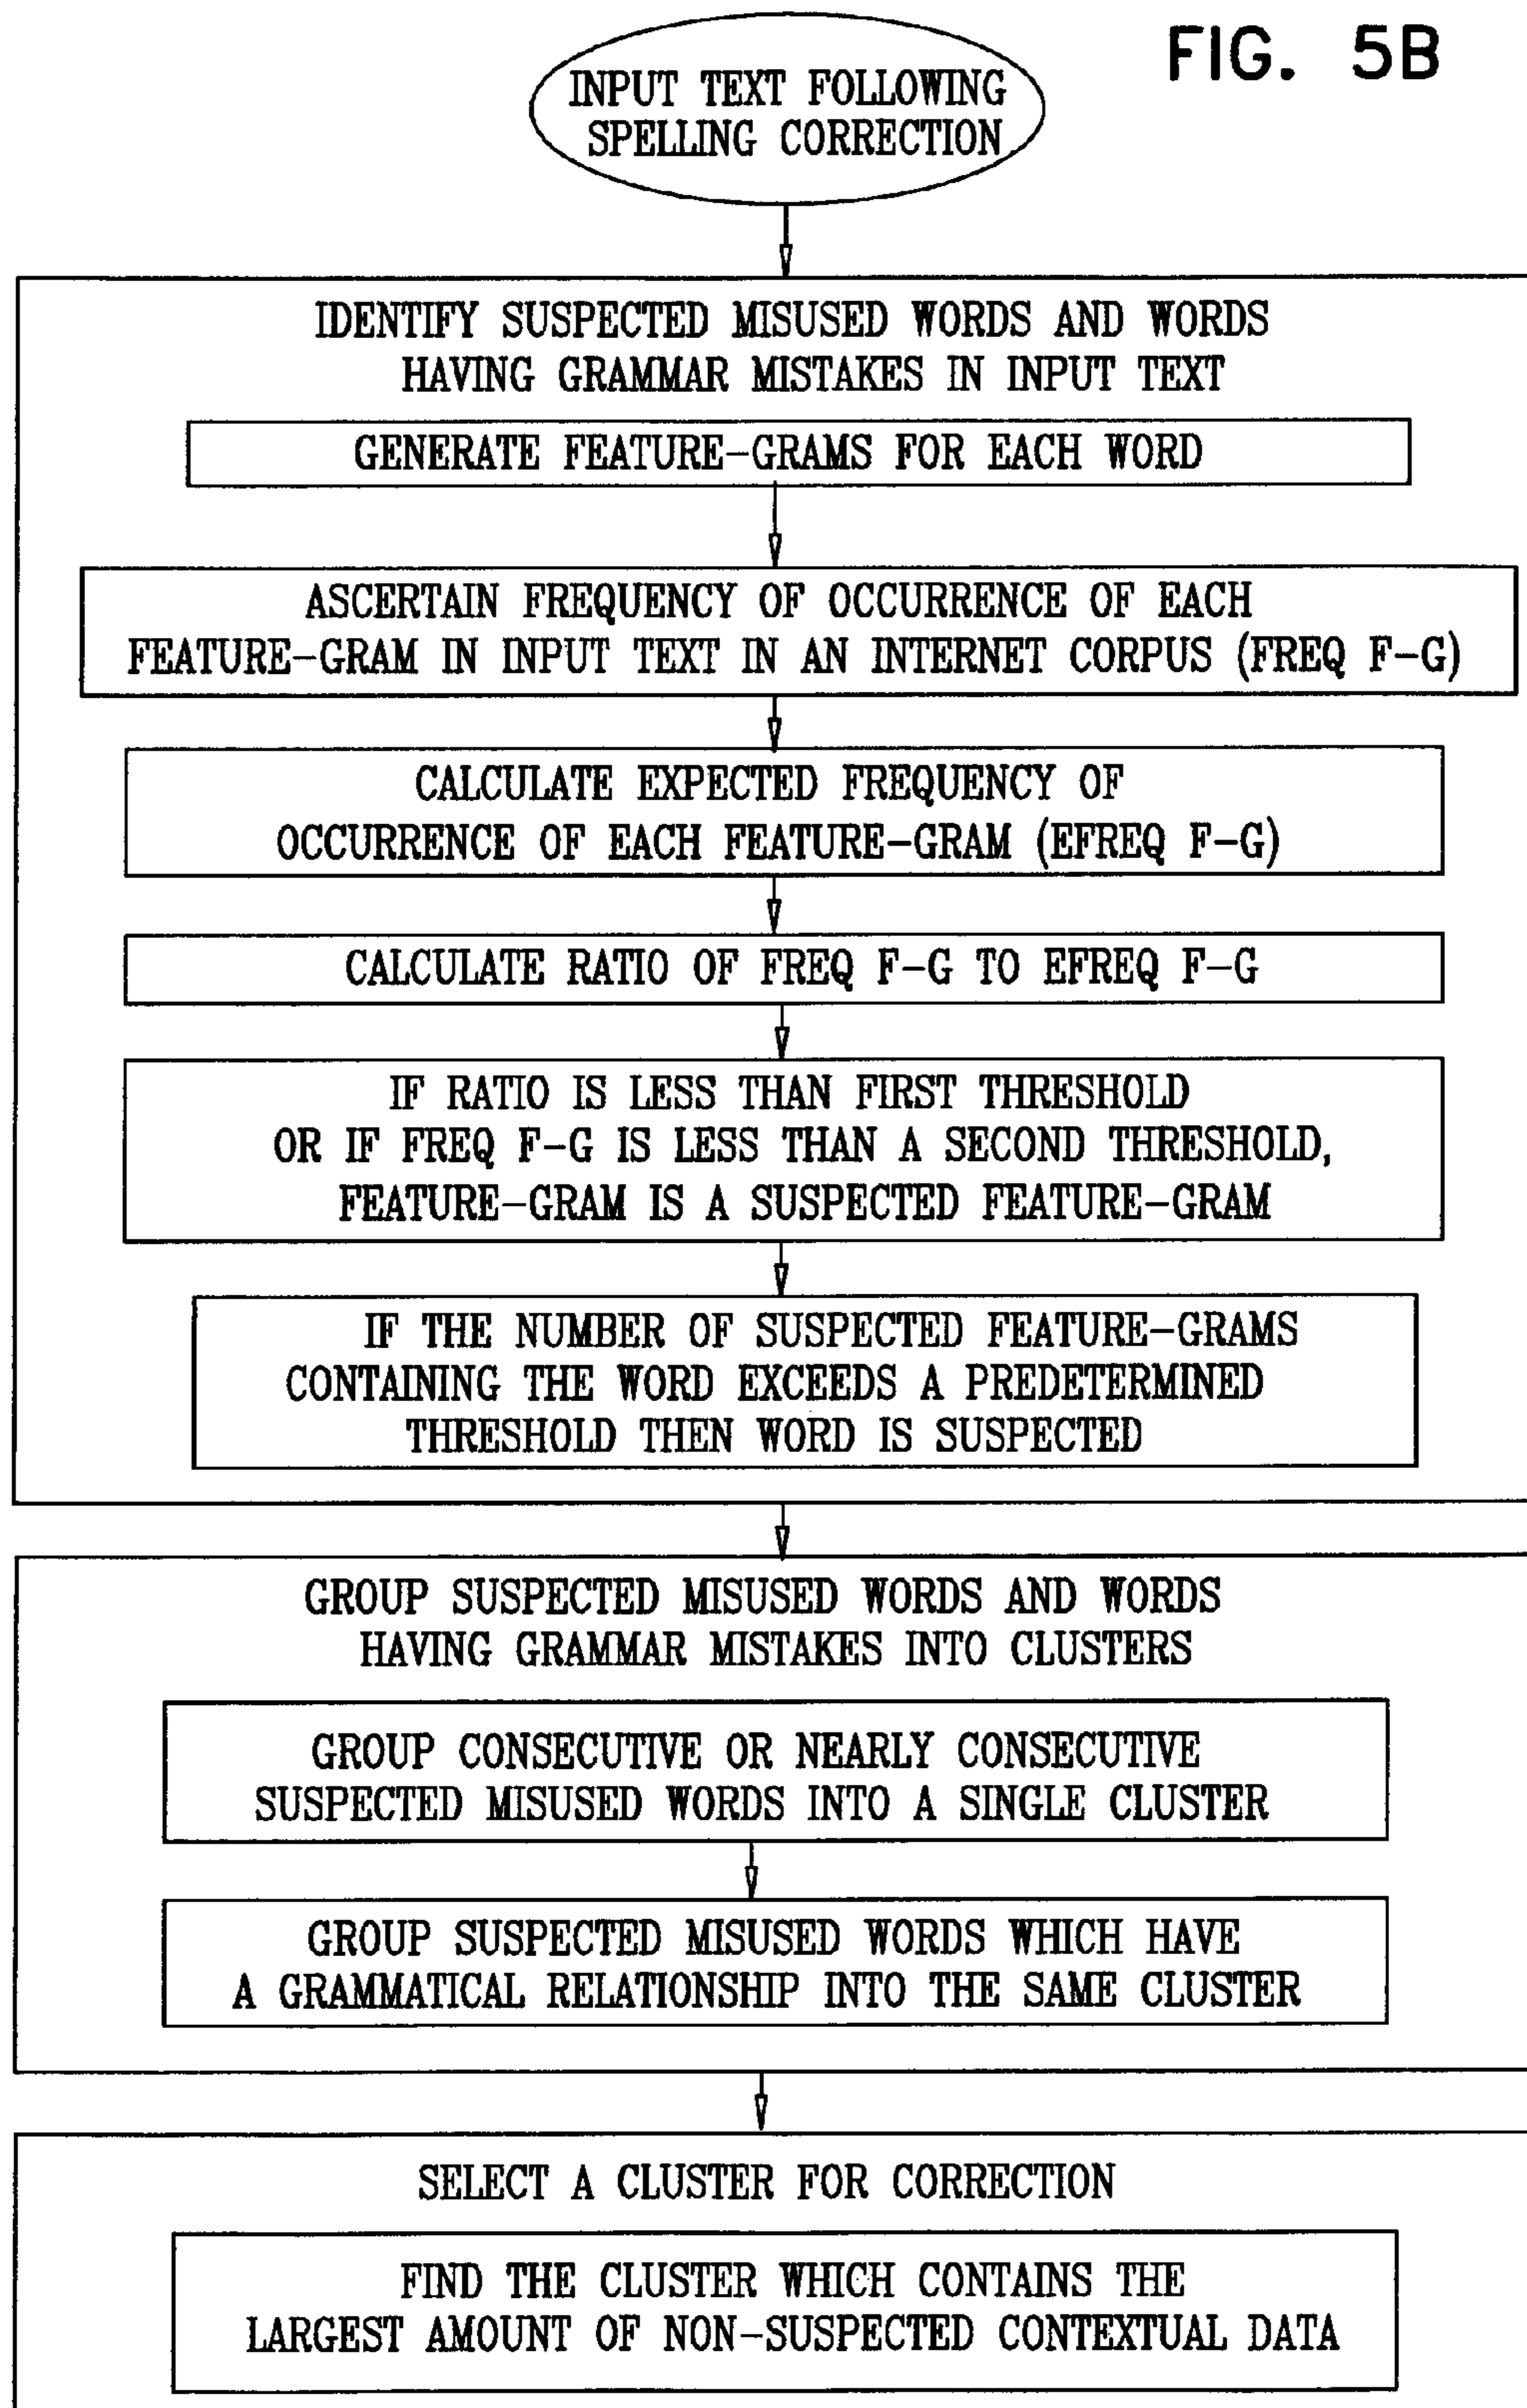 FIG. 5B
INPUT TEXT FOLLOWING
SPELLING CORRECTION
IDENTIFY SUSPECTED MISUSED WORDS AND WORDS
HAVING GRAMMAR MISTAKES IN INPUT TEXT
GENERATE FEATURE-GRAMS FOR EACH WORD
ASCERTAIN FREQUENCY OF OCCURRENCE OF EACH
FEATURE-GRAM IN INPUT TEXT IN AN INTERNET CORPUS (FREQ F-G)
CALCULATE EXPECTED FREQUENCY OF
OCCURRENCE OF EACH FEATURE-GRAM (EFREQ F-G)
CALCULATE RATIO OF FREQ F-G TO EFREQ F-G
IF RATIO IS LESS THAN FIRST THRESHOLD
OR IF FREQ F-G IS LESS THAN A SECOND THRESHOLD,
FEATURE-GRAM IS A SUSPECTED FEATURE-GRAM
IF THE NUMBER OF SUSPECTED FEATURE-GRAMS
CONTAINING THE WORD EXCEEDS A PREDETERMINED
THRESHOLD THEN WORD IS SUSPECTED
GROUP SUSPECTED MISUSED WORDS AND WORDS
HAVING GRAMMAR MISTAKES INTO CLUSTERS
GROUP CONSECUTIVE OR NEARLY CONSECUTIVE
SUSPECTED MISUSED WORDS INTO A SINGLE CLUSTER
GROUP SUSPECTED MISUSED WORDS WHICH HAVE
A GRAMMATICAL RELATIONSHIP INTO THE SAME CLUSTER
SELECT A CLUSTER FOR CORRECTION
FIND THE CLUSTER WHICH CONTAINS THE
LARGEST AMOUNT OF NON-SUSPECTED CONTEXTUAL DATA